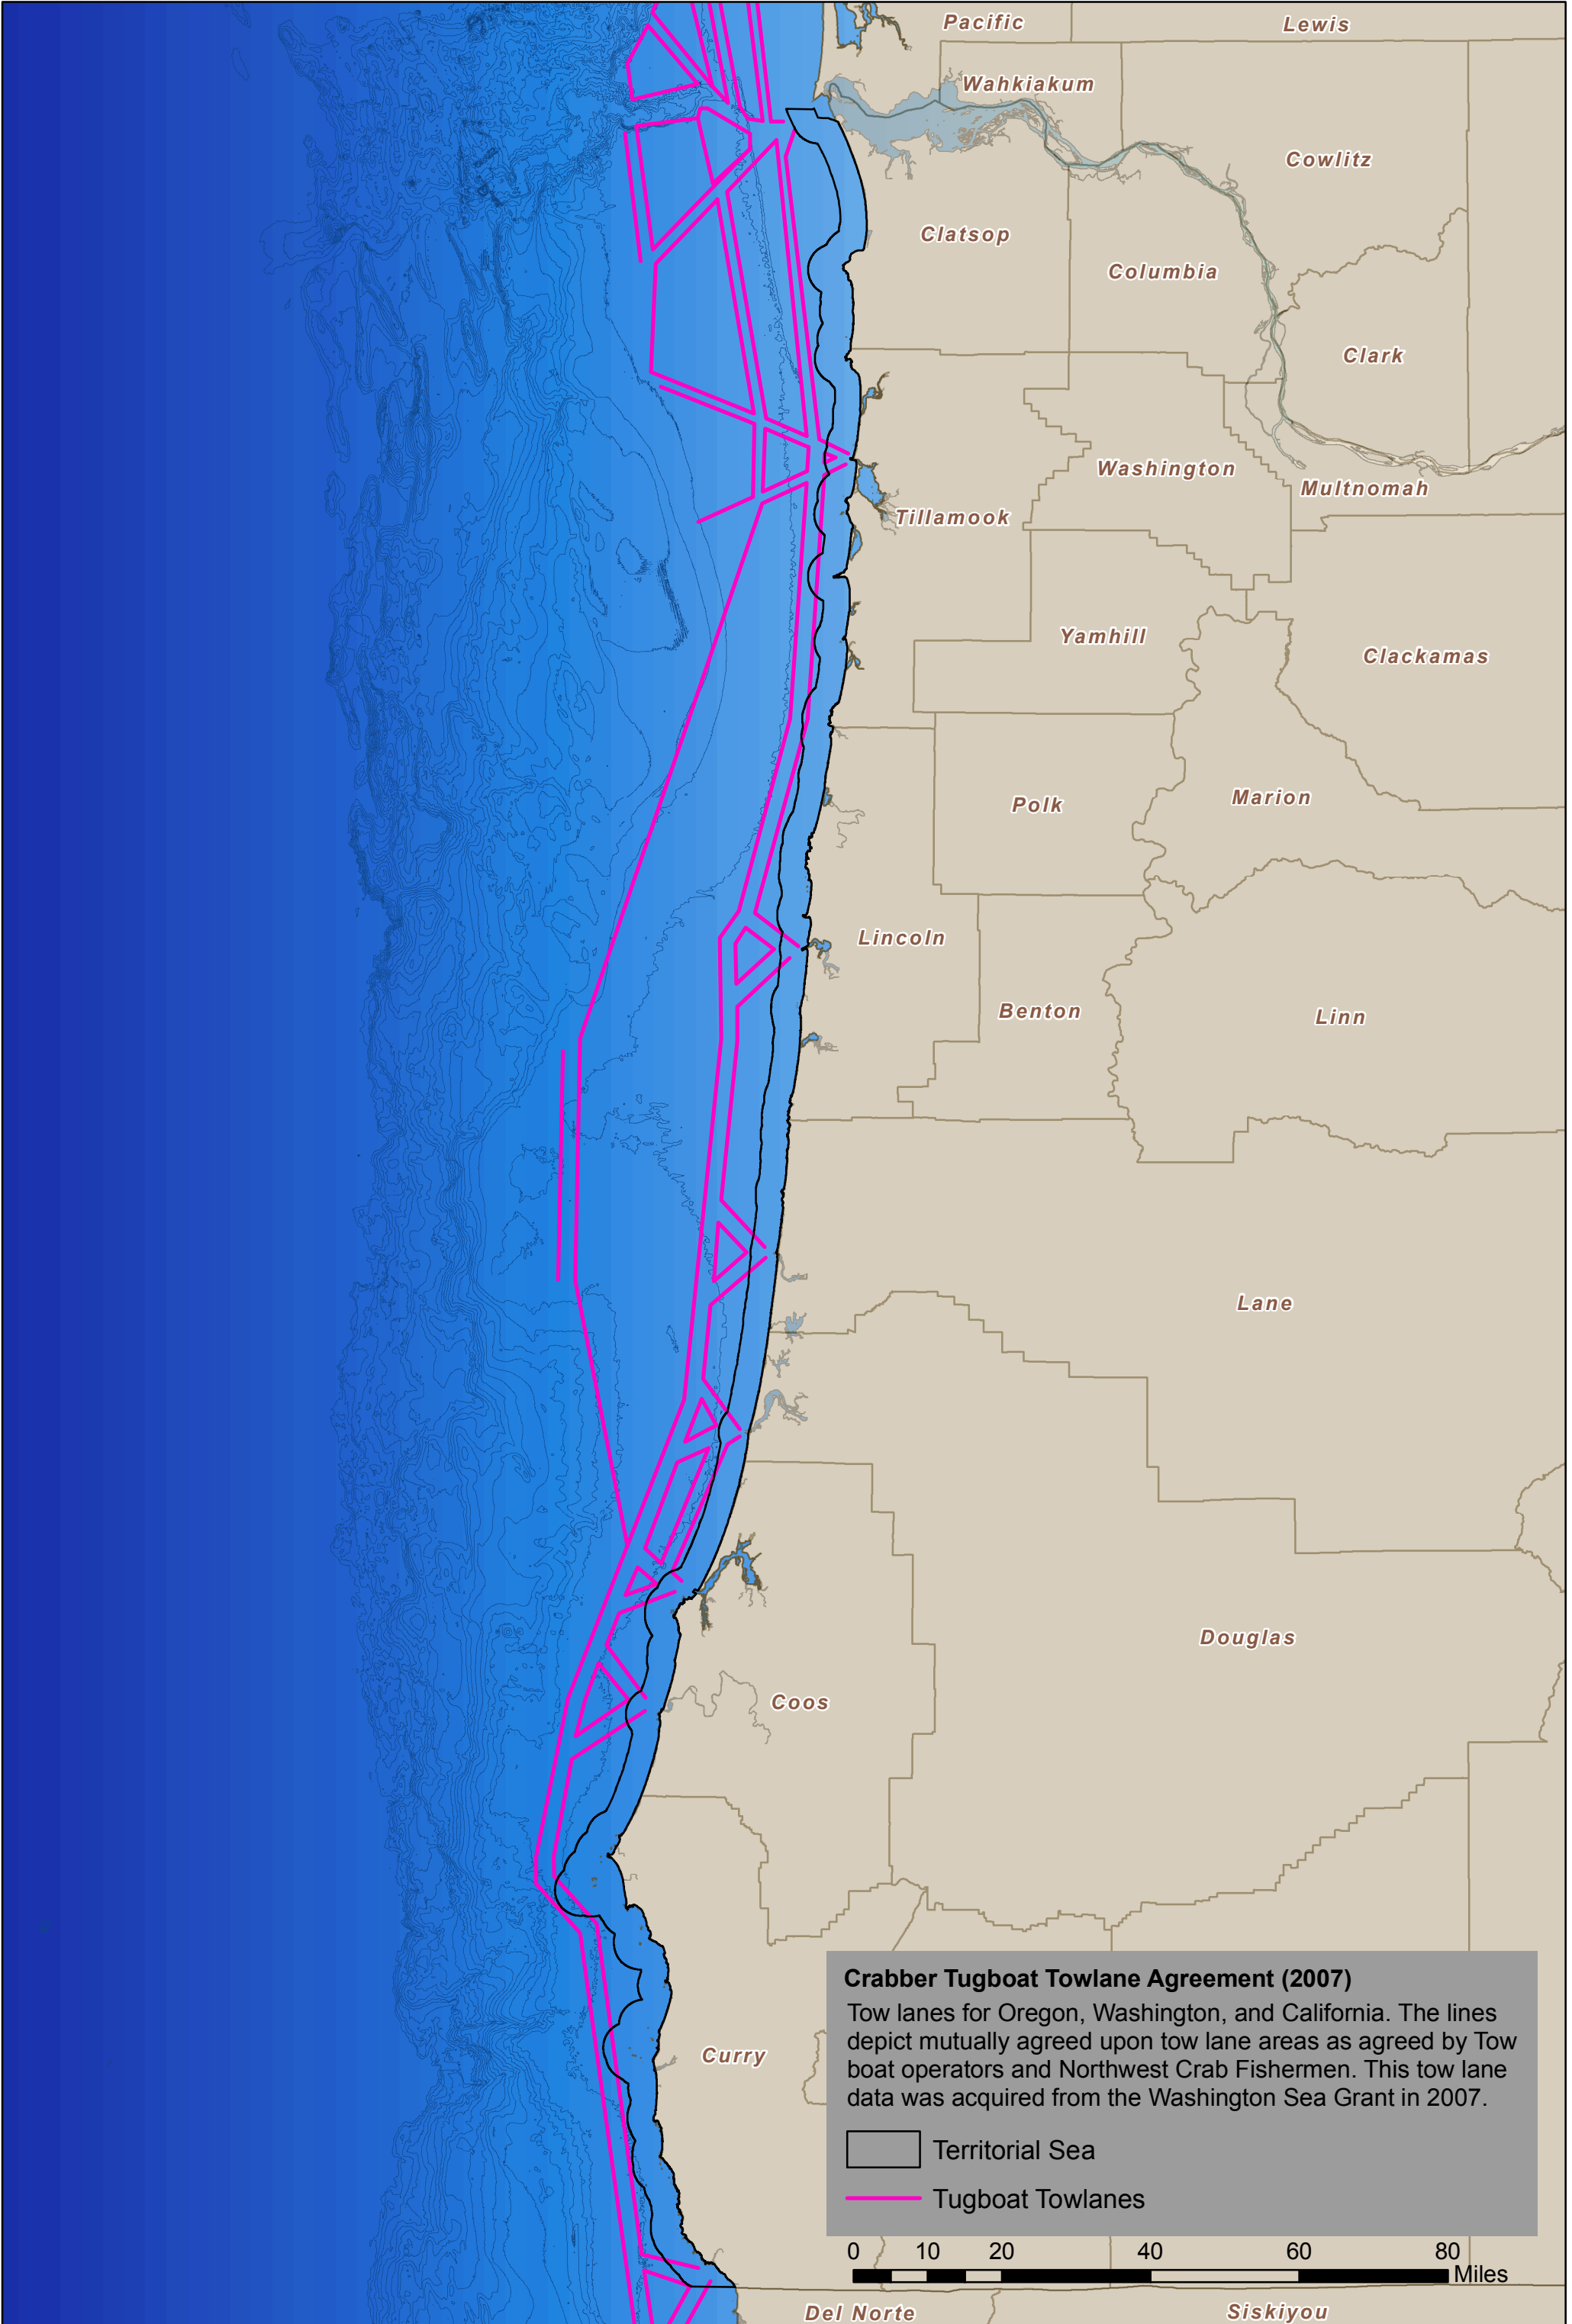 Pacific
Lewis
Wahkiakum
Cowlitz
Clatsop
Columbia
Clark
Washington
Multnomah
Tillamook
Yamhill
Clackamas
Polk
Marion
Lincoln
Benton
Linn
Lane
Douglas
Coos
Curry
Crabber Tugboat Towlane Agreement (2007)
Tow lanes for Oregon, Washington, and California. The lines
depict mutually agreed upon tow lane areas as agreed by Tow
boat operators and Northwest Crab Fishermen. This tow lane
data was acquired from the Washington Sea Grant in 2007.
Territorial Sea
Tugboat Towlanes
0 10 20 40 60 80
Miles
Del Norte
Siskiyou